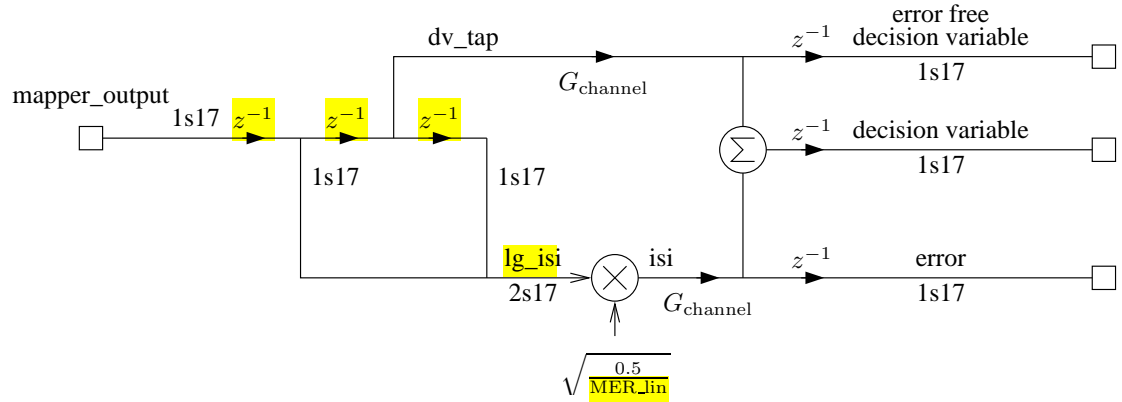 error free
dv_tap
z⁻¹ decision variable
G_channel
1s17
mapper_output
1s17 z⁻¹ z⁻¹ z⁻¹
z⁻¹ decision variable
∑
1s17
1s17 1s17
lg_isi isi z⁻¹ error
2s17 G_channel 1s17
√(0.5/MER_lin)